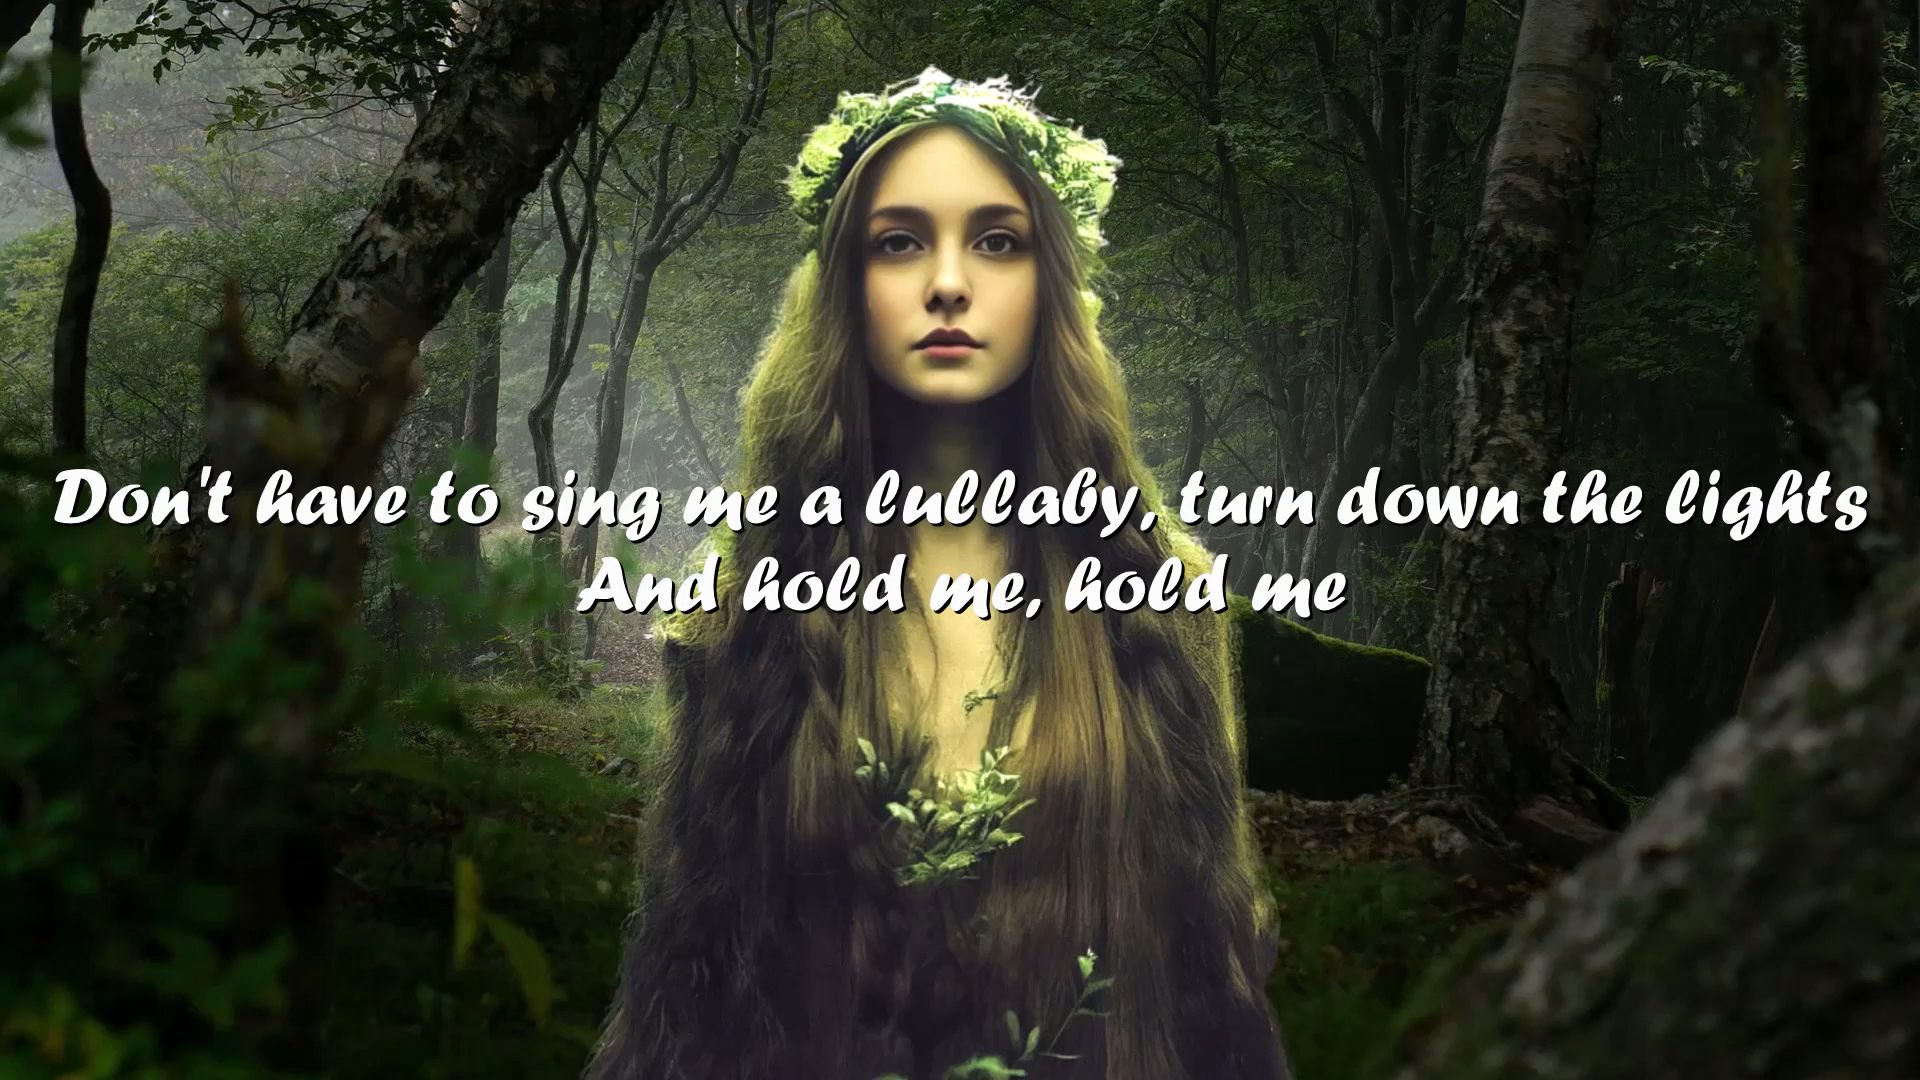 Don't have to sing me a lullaby, turn down the lights
And hold me, hold me